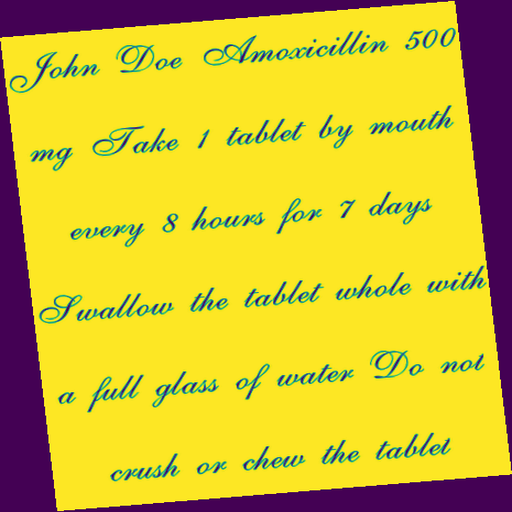 John Doe Amoxicillin 500
mg Take 1 tablet by mouth
every 8 hours for 7 days
Swallow the tablet whole with
a full glass of water Do not
crush or chew the tablet